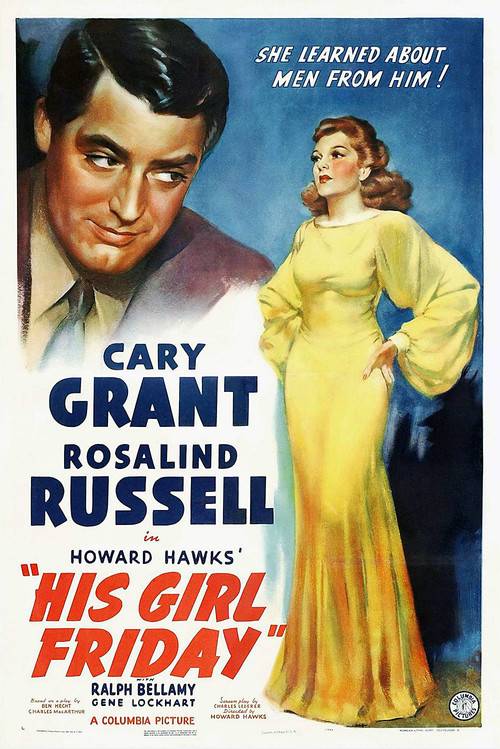 SHE LEARNED ABOUT
MEN FROM HIM!
CARY
GRANT
ROSALIND
RUSSELL
in
HOWARD HAWKS'
"HIS GIRL
FRIDAY"
WITH
RALPH BELLAMY
GENE LOCKHART
Based on a play by
BEN HECHT
CHARLES MacARTHUR
Screen play by
CHARLES LEDERER
Directed by
HOWARD HAWKS
A COLUMBIA PICTURE
COLUMBIA
PICTURES